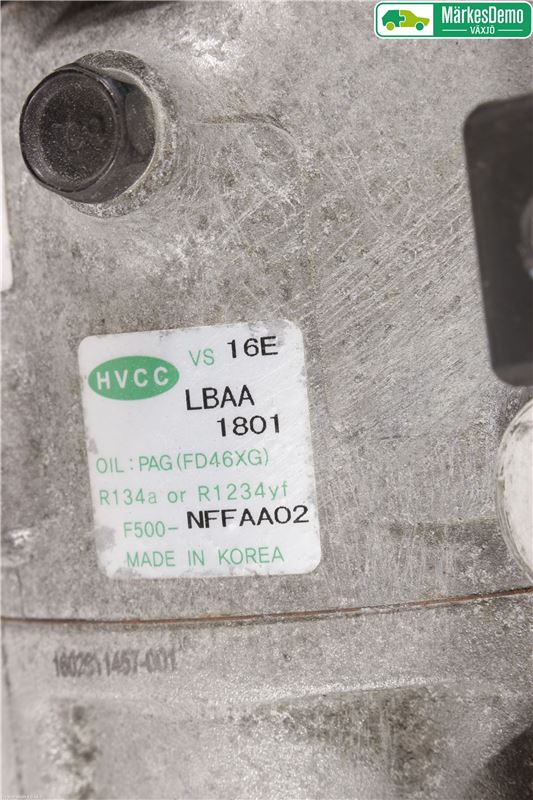 MärkesDemo
VÄXJÖ
HVCC
VS 16E
LBAA
1801
OIL : PAG (FD46XG)
R134a or R1234yf
F500- NFFAA02
MADE IN KOREA